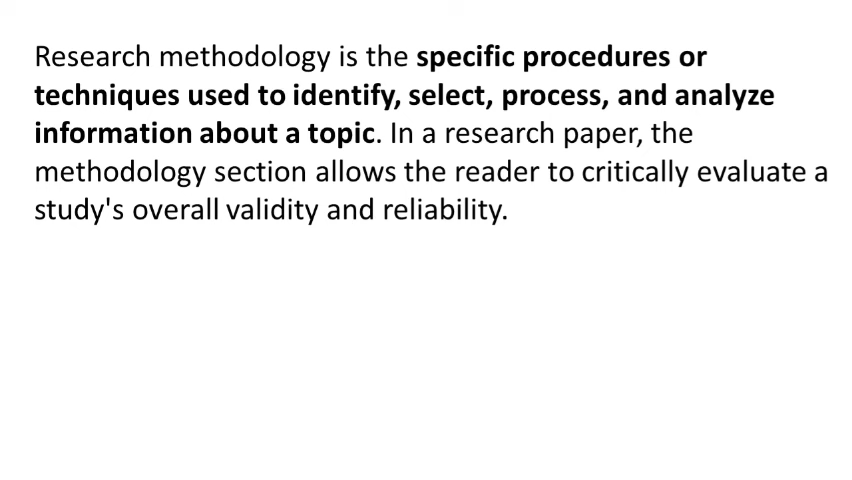 Research methodology is the specific procedures or
techniques used to identify, select, process, and analyze
information about a topic. In a research paper, the
methodology section allows the reader to critically evaluate a
study's overall validity and reliability.